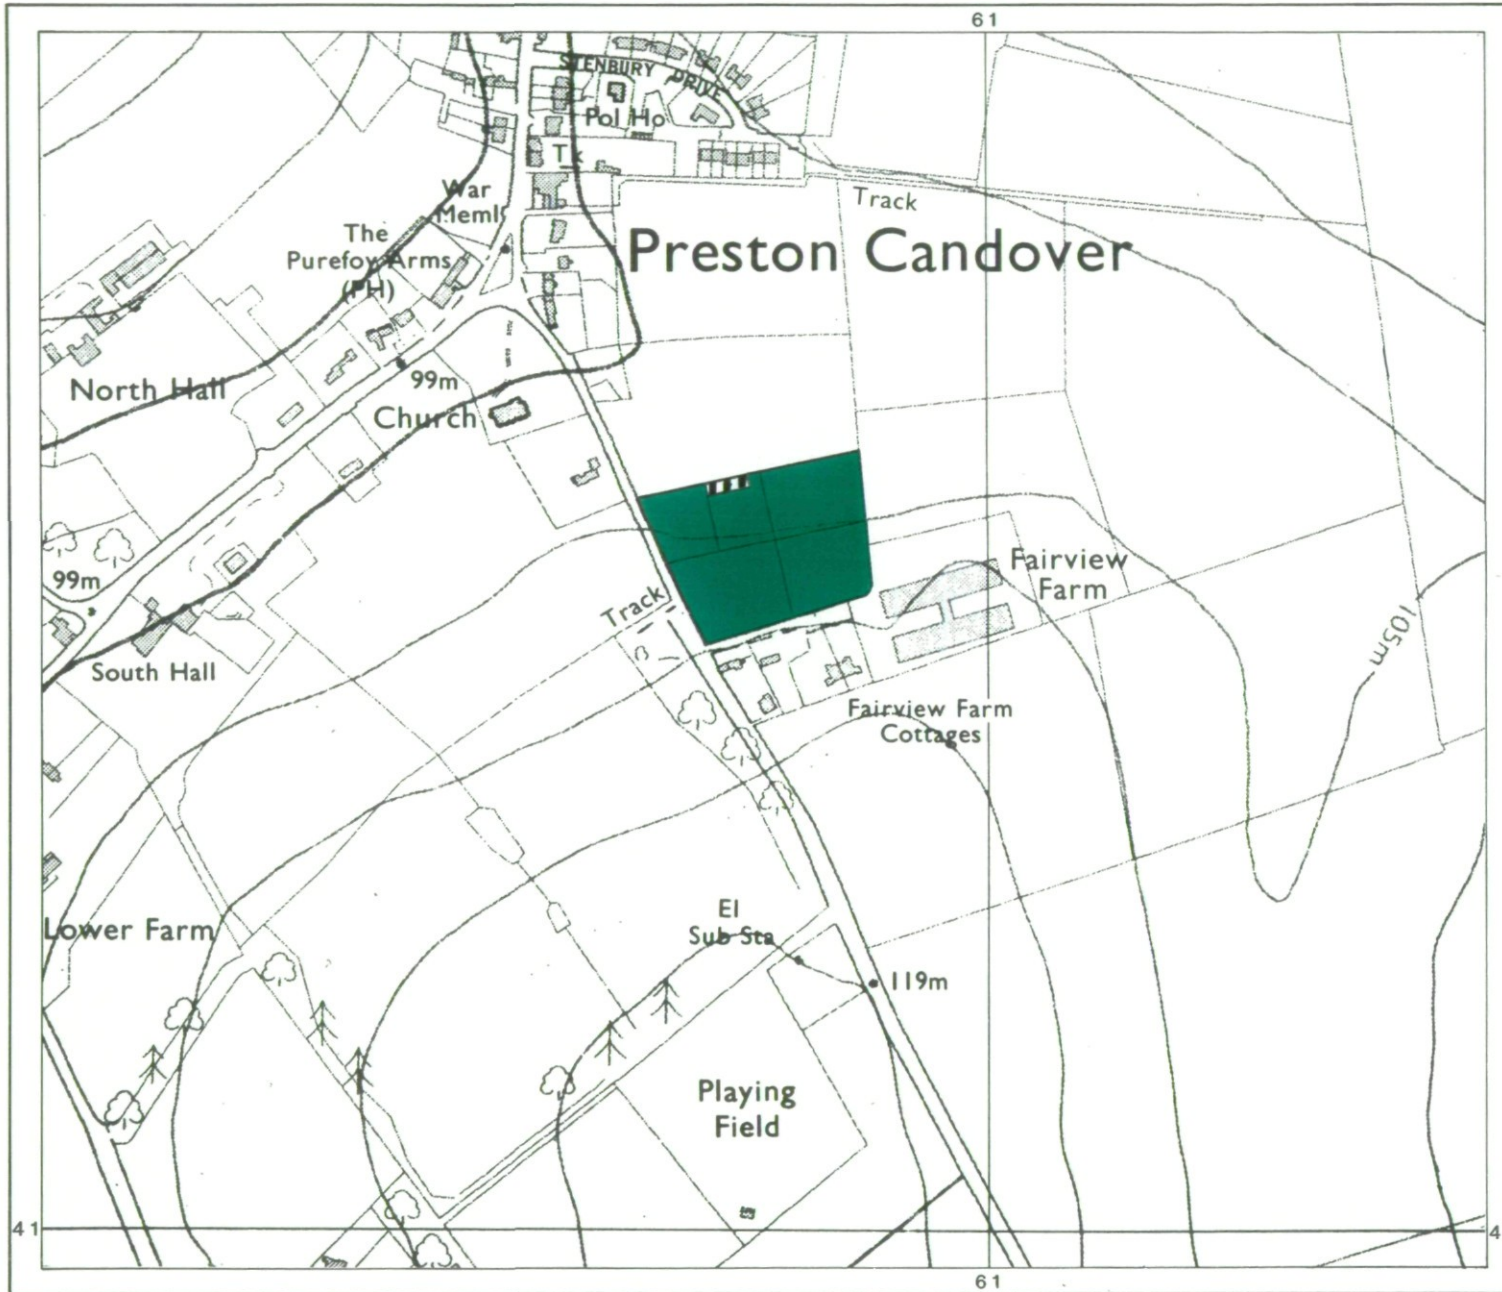 61
STENBURY DRIVE
Pol Ho
War
Meml
Track
The
Purefoy Arms
(PH)
Preston Candover
North Hall
99m
Church
Fairview
Farm
99m
Track
105m
South Hall
Fairview Farm
Cottages
El
Sub Sta
Lower Farm
119m
Playing
Field
41
4
61